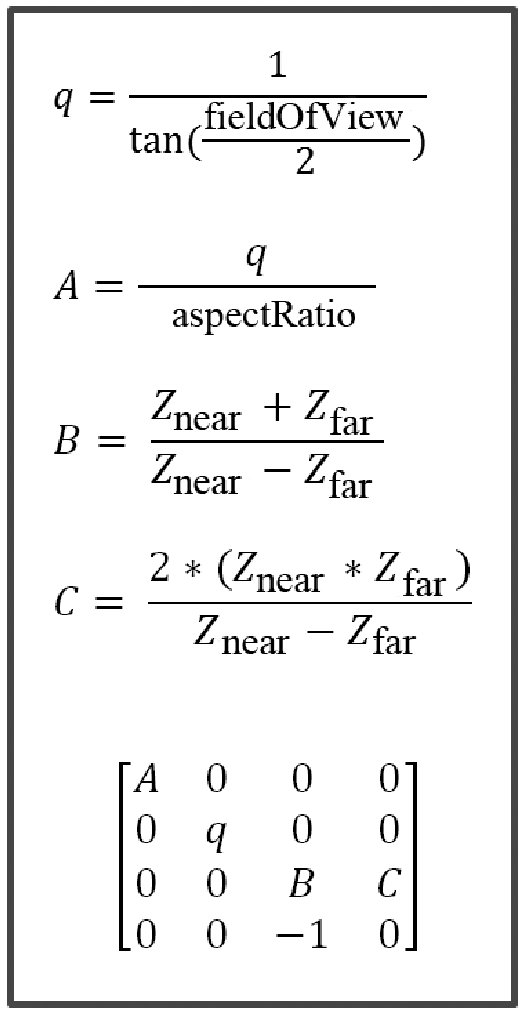 q = 1 / tan(fieldOfView / 2)
A = q / aspectRatio
B = (Z_near + Z_far) / (Z_near − Z_far)
C = 2 * (Z_near * Z_far) / (Z_near − Z_far)
[A 0 0 0]
[0 q 0 0]
[0 0 B C]
[0 0 −1 0]